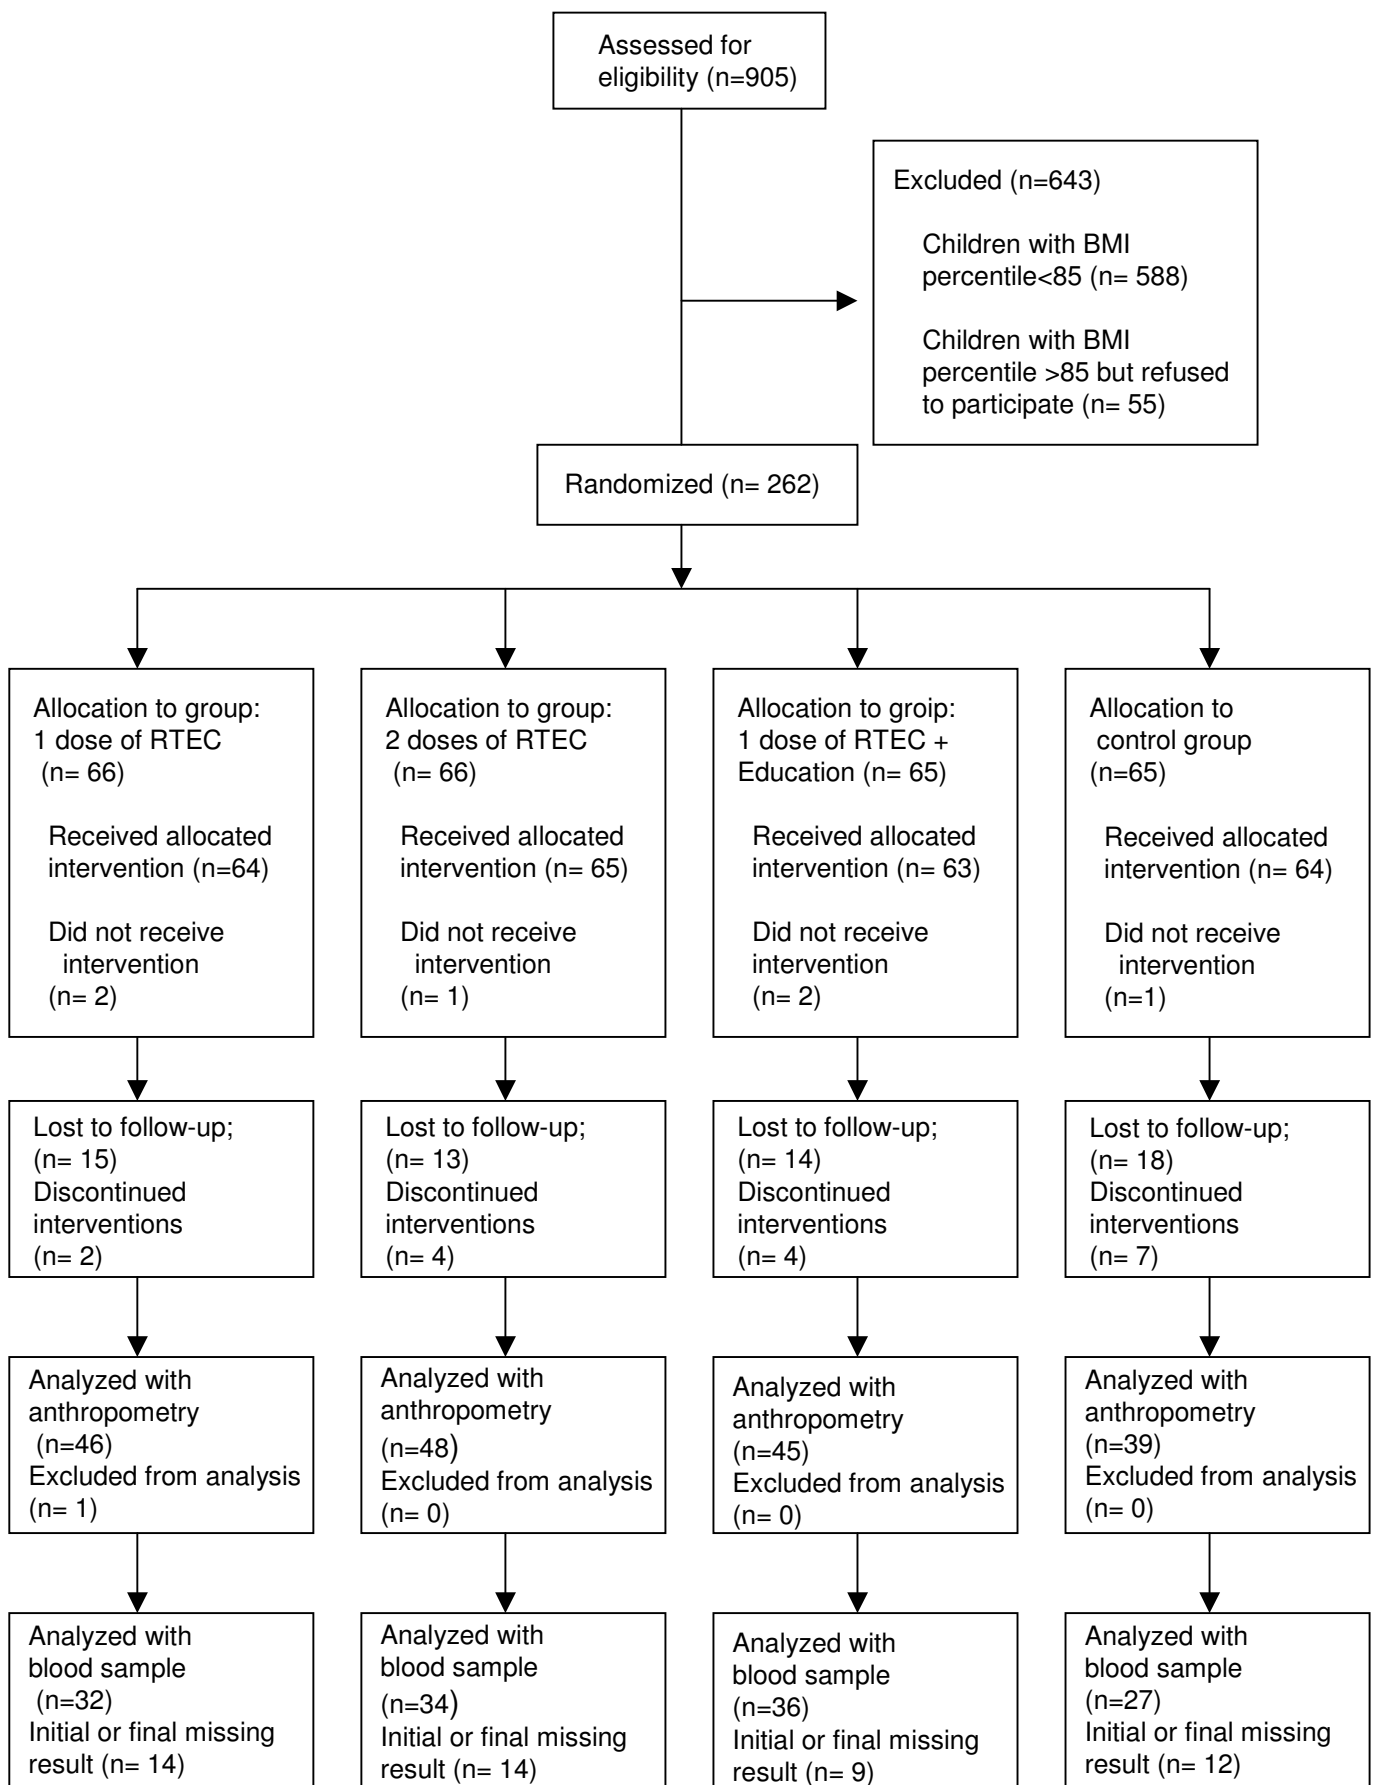 Assessed for
eligibility (n=905)
Excluded (n=643)
Children with BMI
percentile<85 (n= 588)
Children with BMI
percentile >85 but refused
to participate (n= 55)
Randomized (n= 262)
Allocation to group:
1 dose of RTEC
(n= 66)
Received allocated
intervention (n=64)
Did not receive
intervention
(n= 2)
Allocation to group:
2 doses of RTEC
(n= 66)
Received allocated
intervention (n= 65)
Did not receive
intervention
(n= 1)
Allocation to groip:
1 dose of RTEC +
Education (n= 65)
Received allocated
intervention (n= 63)
Did not receive
intervention
(n= 2)
Allocation to
control group
(n=65)
Received allocated
intervention (n= 64)
Did not receive
intervention
(n=1)
Lost to follow-up;
(n= 15)
Discontinued
interventions
(n= 2)
Lost to follow-up;
(n= 13)
Discontinued
interventions
(n= 4)
Lost to follow-up;
(n= 14)
Discontinued
interventions
(n= 4)
Lost to follow-up;
(n= 18)
Discontinued
interventions
(n= 7)
Analyzed with
anthropometry
(n=46)
Excluded from analysis
(n= 1)
Analyzed with
anthropometry
(n=48)
Excluded from analysis
(n= 0)
Analyzed with
anthropometry
(n=45)
Excluded from analysis
(n= 0)
Analyzed with
anthropometry
(n=39)
Excluded from analysis
(n= 0)
Analyzed with
blood sample
(n=32)
Initial or final missing
result (n= 14)
Analyzed with
blood sample
(n=34)
Initial or final missing
result (n= 14)
Analyzed with
blood sample
(n=36)
Initial or final missing
result (n= 9)
Analyzed with
blood sample
(n=27)
Initial or final missing
result (n= 12)